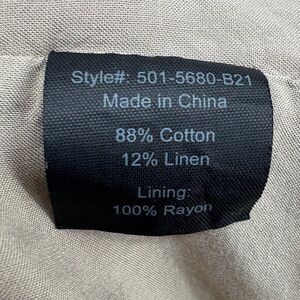 Style#: 501-5680-B21
Made in China
88% Cotton
12% Linen
Lining:
100% Rayon